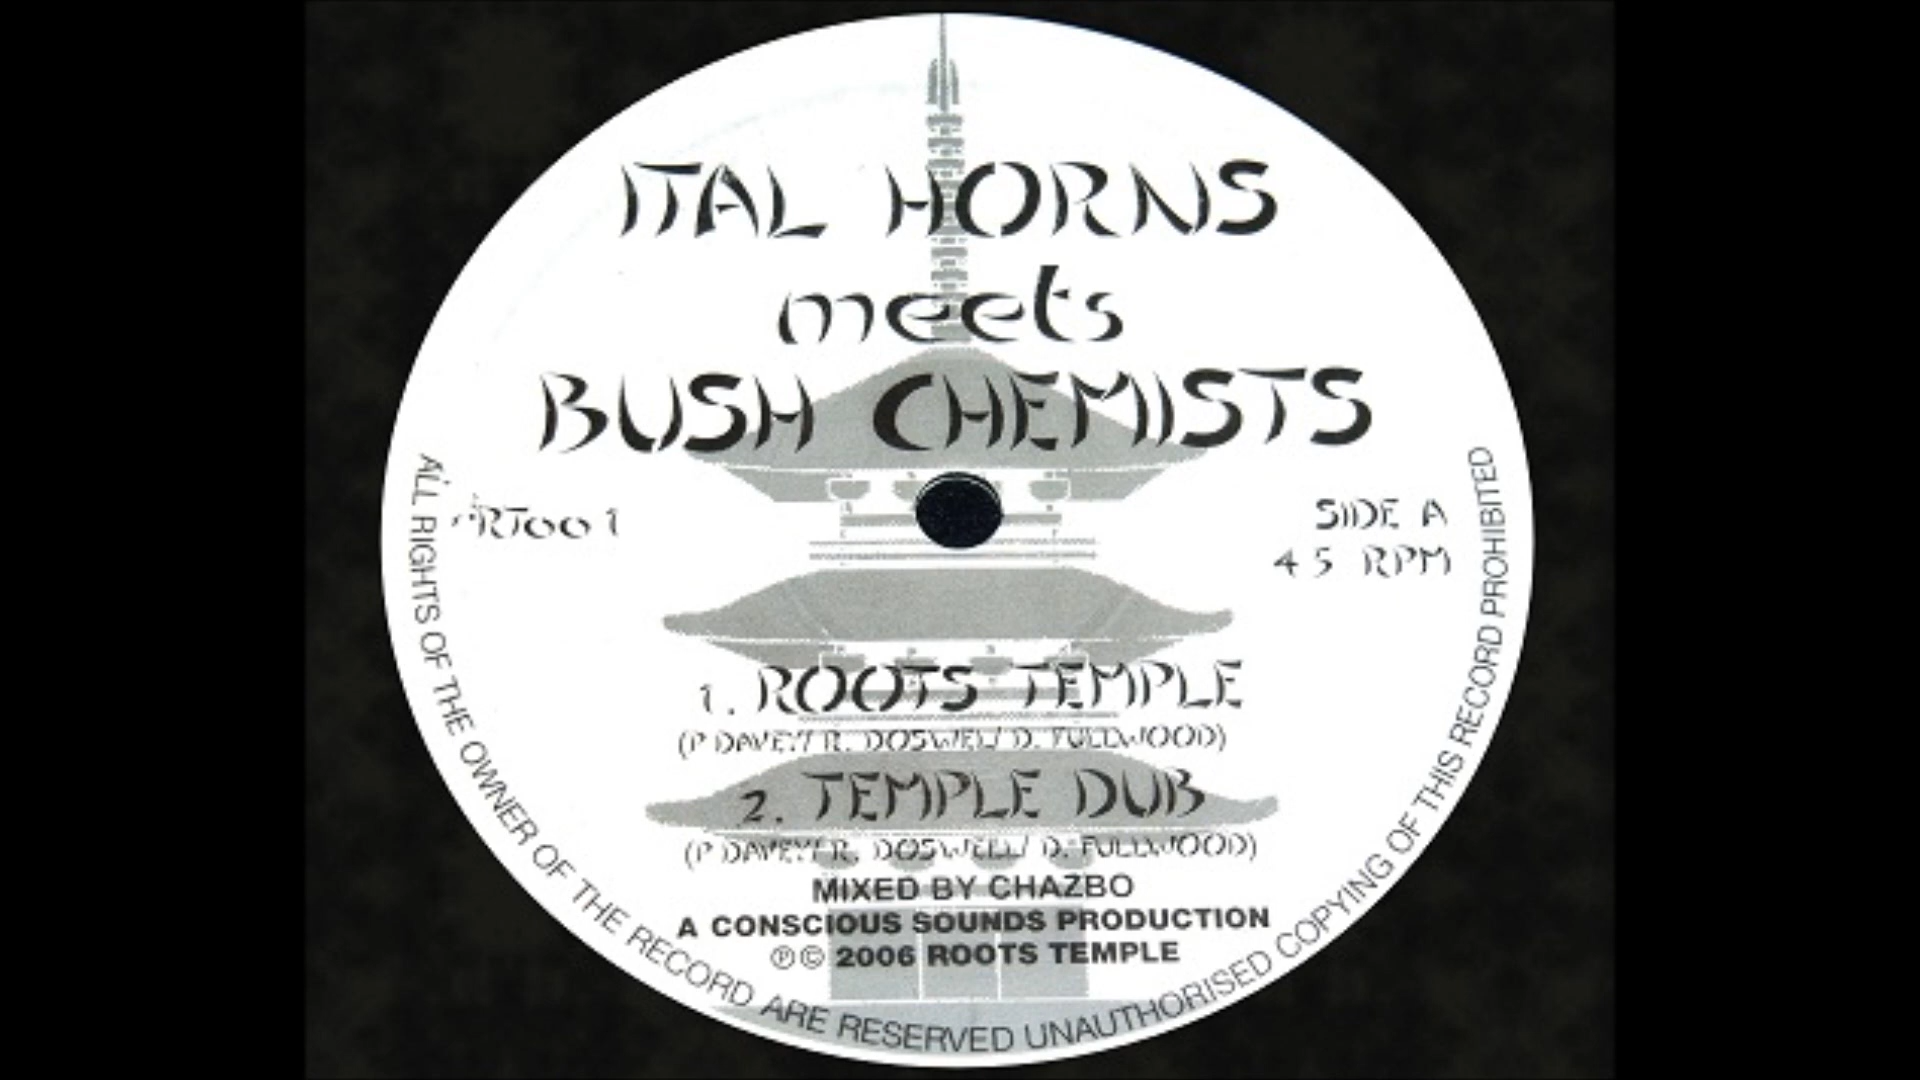 ITAL HORNS
meets
BUSH CHEMISTS
ART001
SIDE A
45 RPM
1. ROOTS TEMPLE
(P DAVEY/ R. DOSWELL/ D. FULLWOOD)
2. TEMPLE DUB
(P DAVEY/ R. DOSWELL/ D. FULLWOOD)
MIXED BY CHAZBO
A CONSCIOUS SOUNDS PRODUCTION
℗© 2006 ROOTS TEMPLE
ALL RIGHTS OF THE OWNER OF THE RECORD ARE RESERVED UNAUTHORISED COPYING OF THIS RECORD PROHIBITED